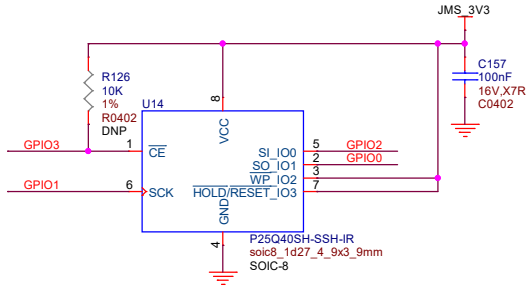 JMS_3V3
R126
10K
1%
R0402
DNP
C157
100nF
16V,X7R
C0402
U14
8
VCC
GPIO3
1
CE
SI_IO0
5
GPIO2
SO_IO1
2
GPIO0
WP_IO2
3
GPIO1
6
SCK
HOLD/RESET_IO3
7
GND
4
P25Q40SH-SSH-IR
soic8_1d27_4_9x3_9mm
SOIC-8